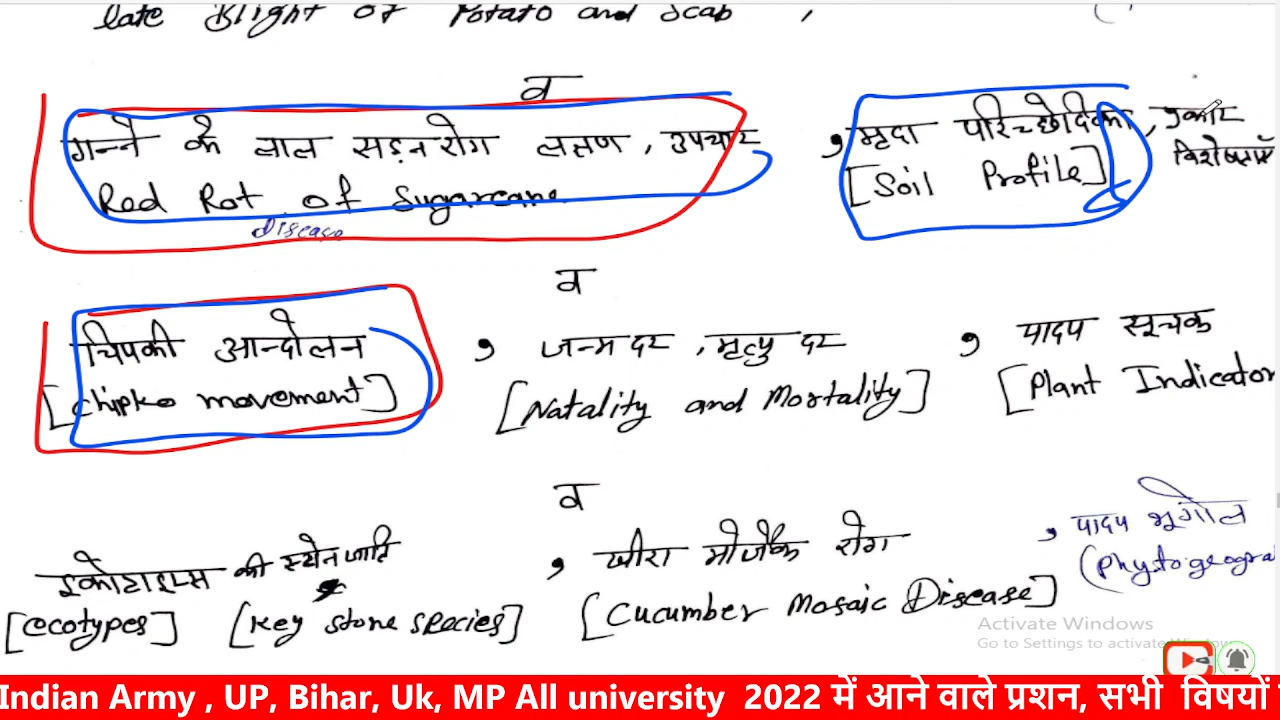 late Blight of Potato and Scab ,
व
गन्ने के लाल सड़न रोग लक्षण , उपचार , मृदा परिच्छेदिका , प्रकार
विशेषताएँ
Red Rot of Sugarcane [Soil Profile]
Disease
व
चिपको आन्दोलन , जन्म दर , मृत्यु दर , पादप सूचक
[Chipko movement] [Natality and Mortality] [Plant Indicator
व
इकोटाइप्स की स्टोन जाति , खीरा मोजैक रोग , पादप भूगोल
[ecotypes] [Key stone species] [Cucumber Mosaic Disease] (Phytogeogra
Activate Windows
Go to Settings to activate Windows.
Indian Army , UP, Bihar, Uk, MP All university 2022 में आने वाले प्रशन, सभी विषयों